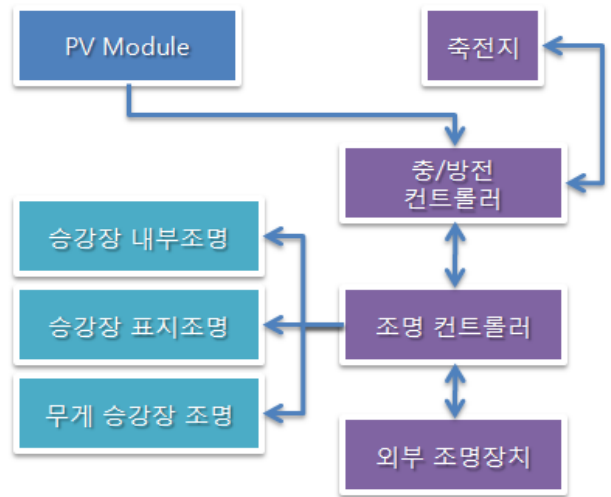 PV Module
축전지
충/방전
컨트롤러
승강장 내부조명
승강장 표지조명
조명 컨트롤러
무게 승강장 조명
외부 조명장치